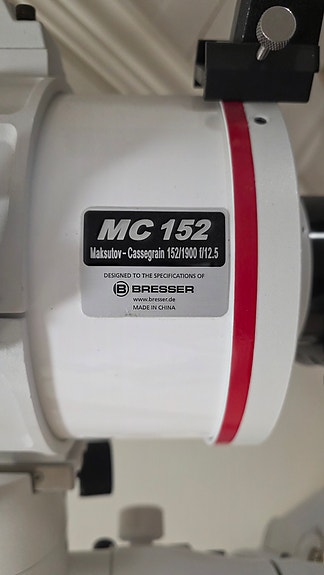 MC 152
Maksutov - Cassegrain 152/1900 f/12.5
DESIGNED TO THE SPECIFICATIONS OF
B BRESSER
www.bresser.de
MADE IN CHINA